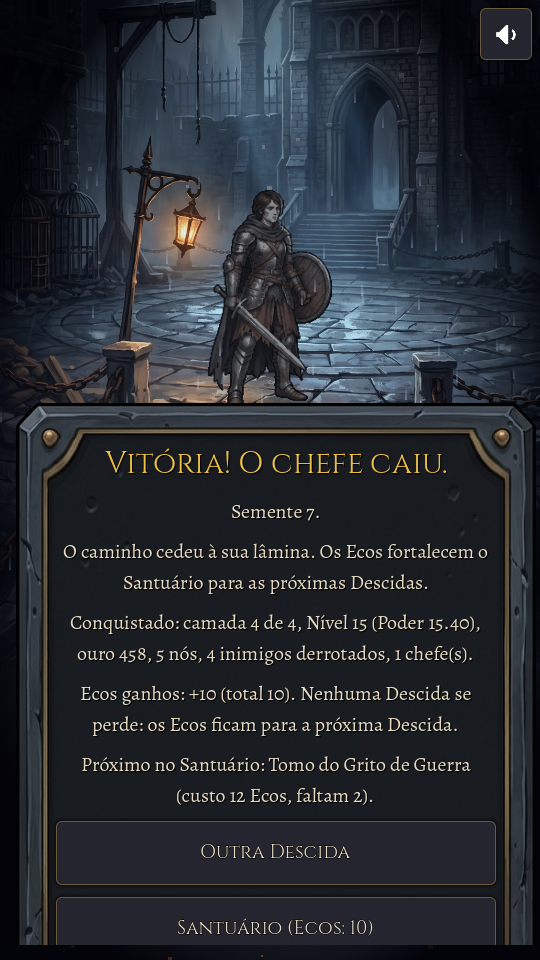 Vitória! O chefe caiu.
Semente 7.
O caminho cedeu à sua lâmina. Os Ecos fortalecem o
Santuário para as próximas Descidas.
Conquistado: camada 4 de 4, Nível 15 (Poder 15.40),
ouro 458, 5 nós, 4 inimigos derrotados, 1 chefe(s).
Ecos ganhos: +10 (total 10). Nenhuma Descida se
perde: os Ecos ficam para a próxima Descida.
Próximo no Santuário: Tomo do Grito de Guerra
(custo 12 Ecos, faltam 2).
Outra Descida
Santuário (Ecos: 10)